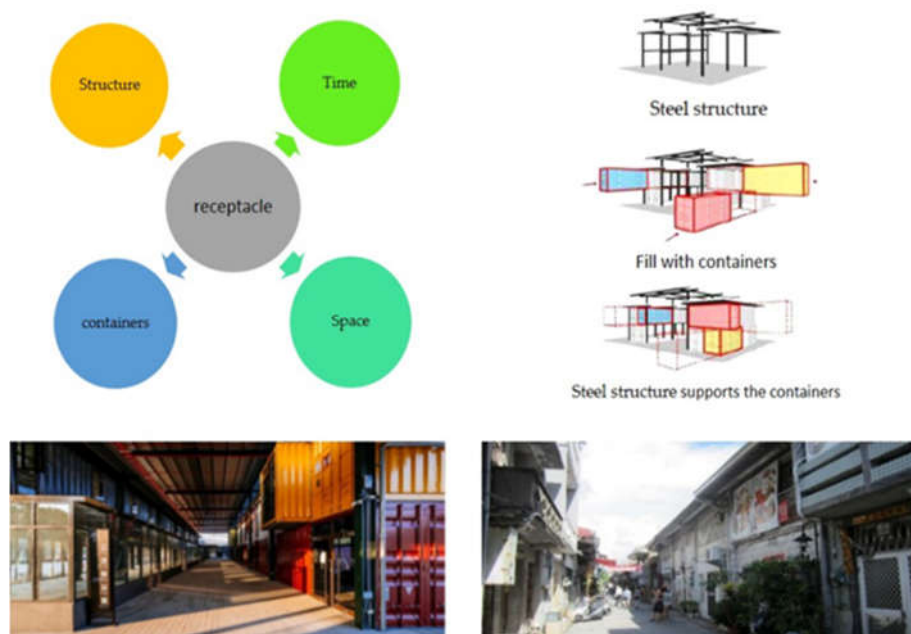 Structure
Time
receptacle
containers
Space
Steel structure
Fill with containers
Steel structure supports the containers